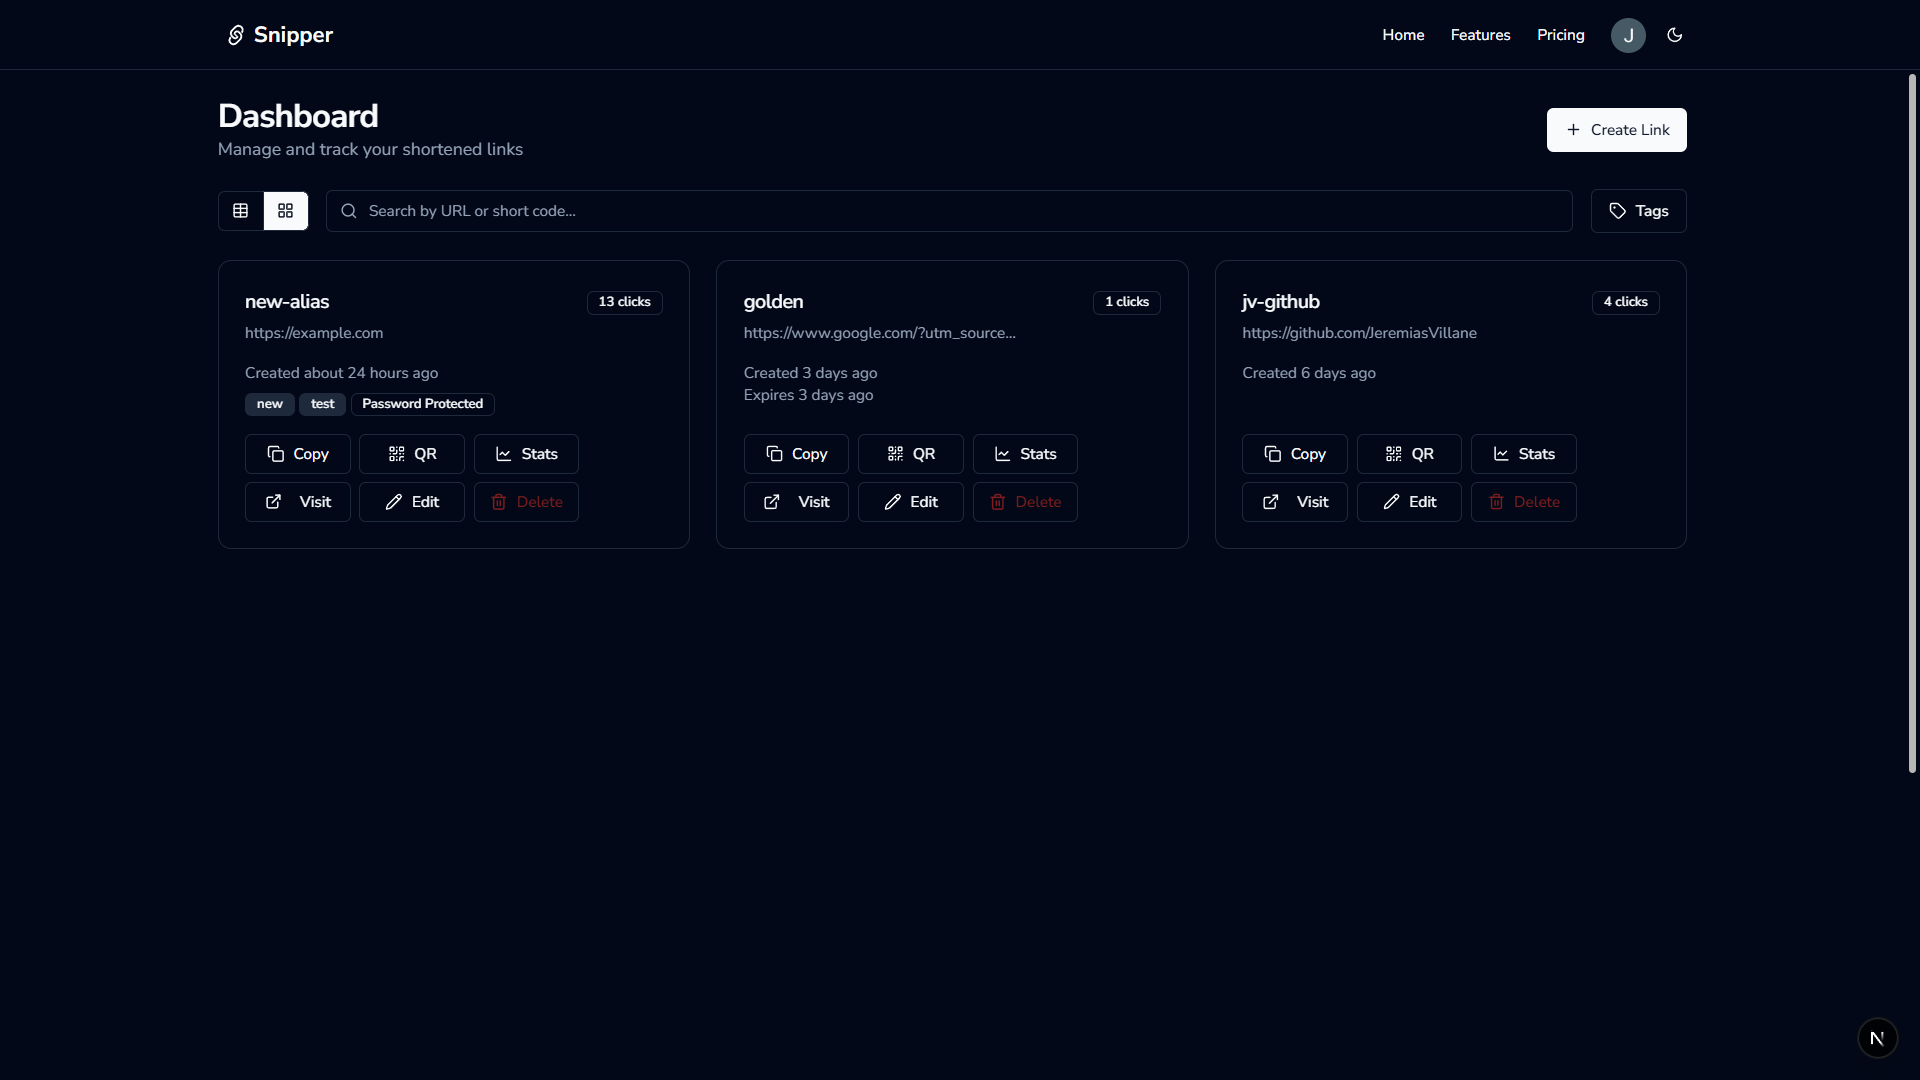 Snipper
Home Features Pricing J
Dashboard
Manage and track your shortened links
Create Link
Search by URL or short code...
Tags
new-alias
13 clicks
https://example.com
Created about 24 hours ago
new test Password Protected
Copy QR Stats
Visit Edit Delete
golden
1 clicks
https://www.google.com/?utm_source...
Created 3 days ago
Expires 3 days ago
Copy QR Stats
Visit Edit Delete
jv-github
4 clicks
https://github.com/JeremiasVillane
Created 6 days ago
Copy QR Stats
Visit Edit Delete
N